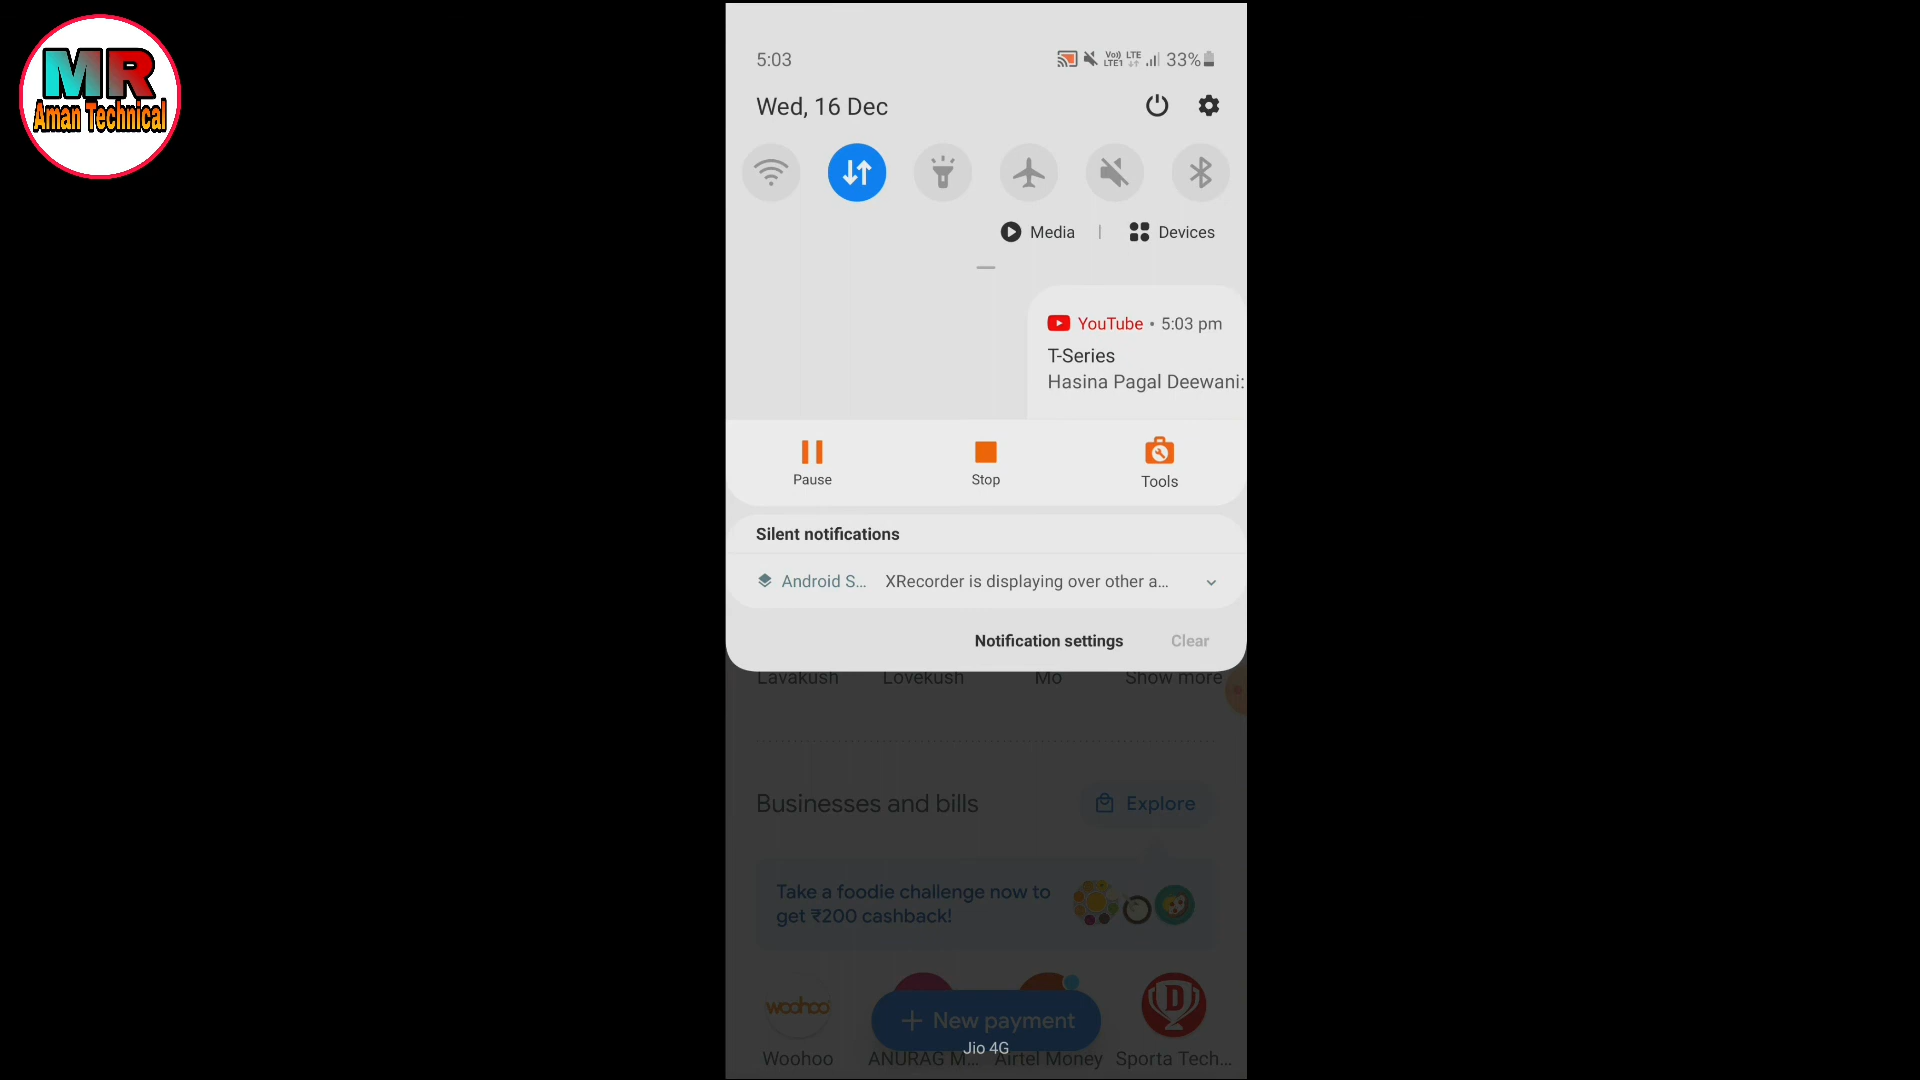 MR
Aman Technical
5:03
Vo)) LTE
LTE1
33%
Wed, 16 Dec
Media | Devices
YouTube • 5:03 pm
T-Series
Hasina Pagal Deewani:
Pause Stop Tools
Silent notifications
Android S... XRecorder is displaying over other a...
Notification settings Clear
Lavakush Lovekush Mo Show more
Businesses and bills Explore
Take a foodie challenge now to
get ₹200 cashback!
woohoo
D
+ New payment
Jio 4G
Woohoo ANURAG M... Airtel Money Sporta Tech...